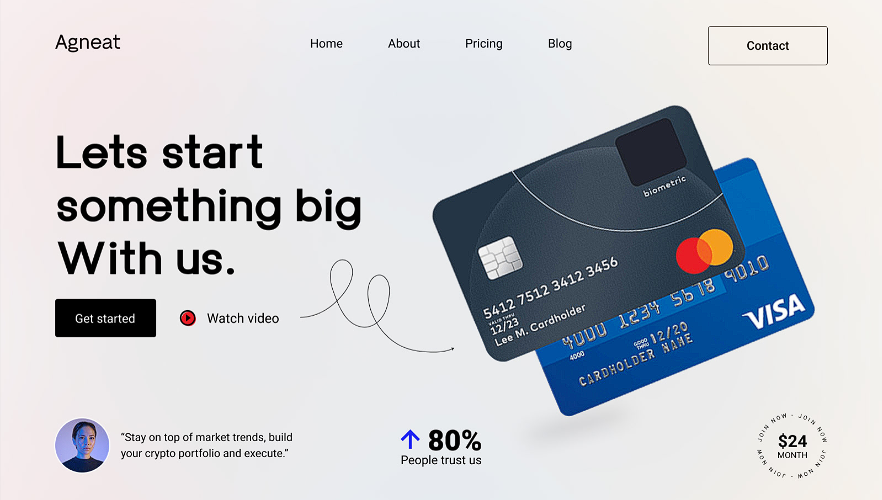 Agneat
Home
About
Pricing
Blog
Contact
Lets start
something big
With us.
Get started
Watch video
biometric
5412 7512 3412 3456
VALID THRU
12/23
Lee M. Cardholder
4000 1234 5678 9010
4000
GOOD THRU
12/20
CARDHOLDER NAME
VISA
“Stay on top of market trends, build
your crypto portfolio and execute.”
80%
People trust us
JOIN NOW - JOIN NOW - JOIN NOW - JOIN NOW -
$24
MONTH